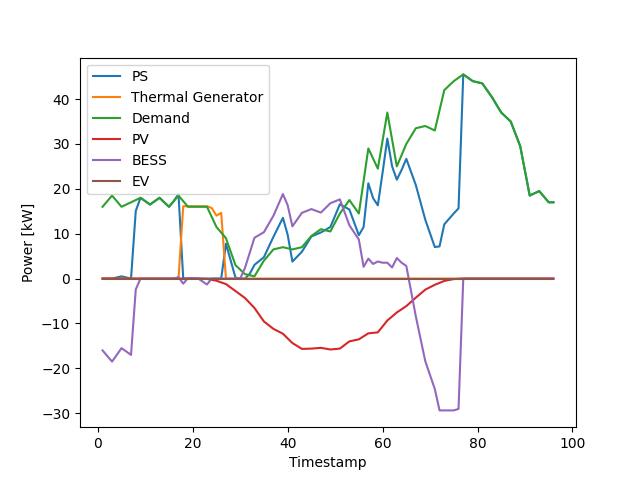 PS
Thermal Generator
Demand
PV
BESS
EV
Power [kW]
40
30
20
10
0
−10
−20
−30
0 20 40 60 80 100
Timestamp